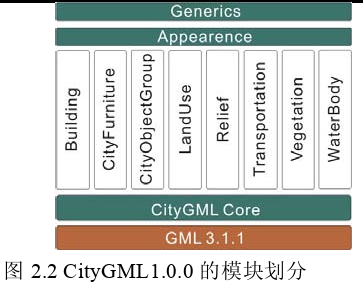 Generics
Appearence
Building
CityFurniture
CityObjectGroup
LandUse
Relief
Transportation
Vegetation
WaterBody
CityGML Core
GML 3.1.1
图 2.2 CityGML1.0.0 的模块划分